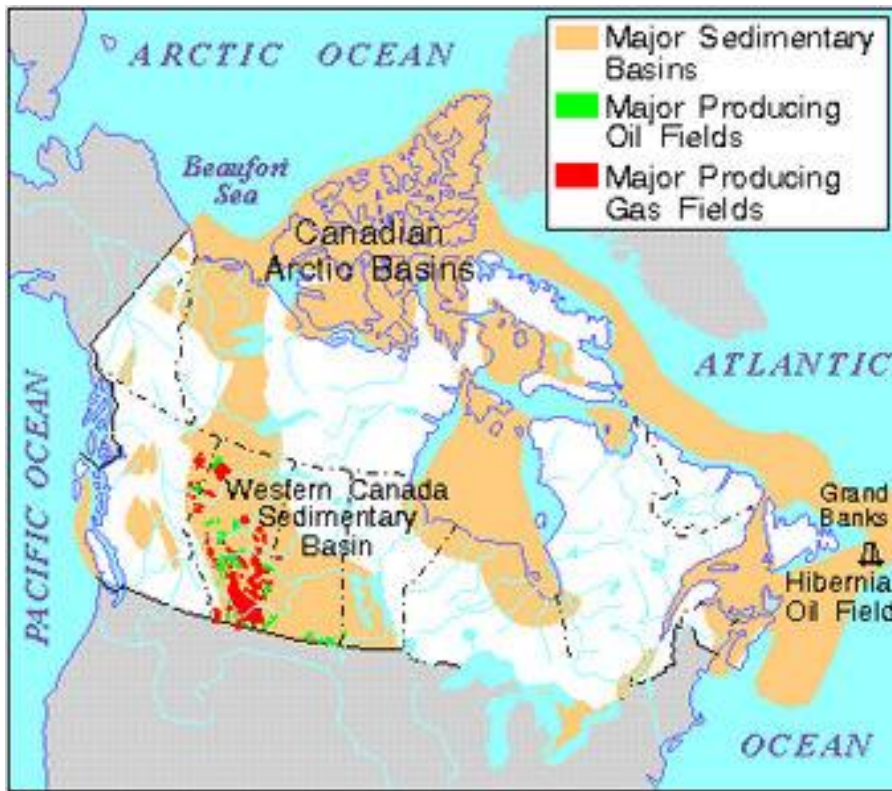 ARCTIC OCEAN
Major Sedimentary
Basins
Major Producing
Oil Fields
Major Producing
Gas Fields
Beaufort
Sea
Canadian
Arctic Basins
ATLANTIC
PACIFIC OCEAN
Western Canada
Sedimentary
Basin
Grand
Banks
Hibernia
Oil Field
OCEAN